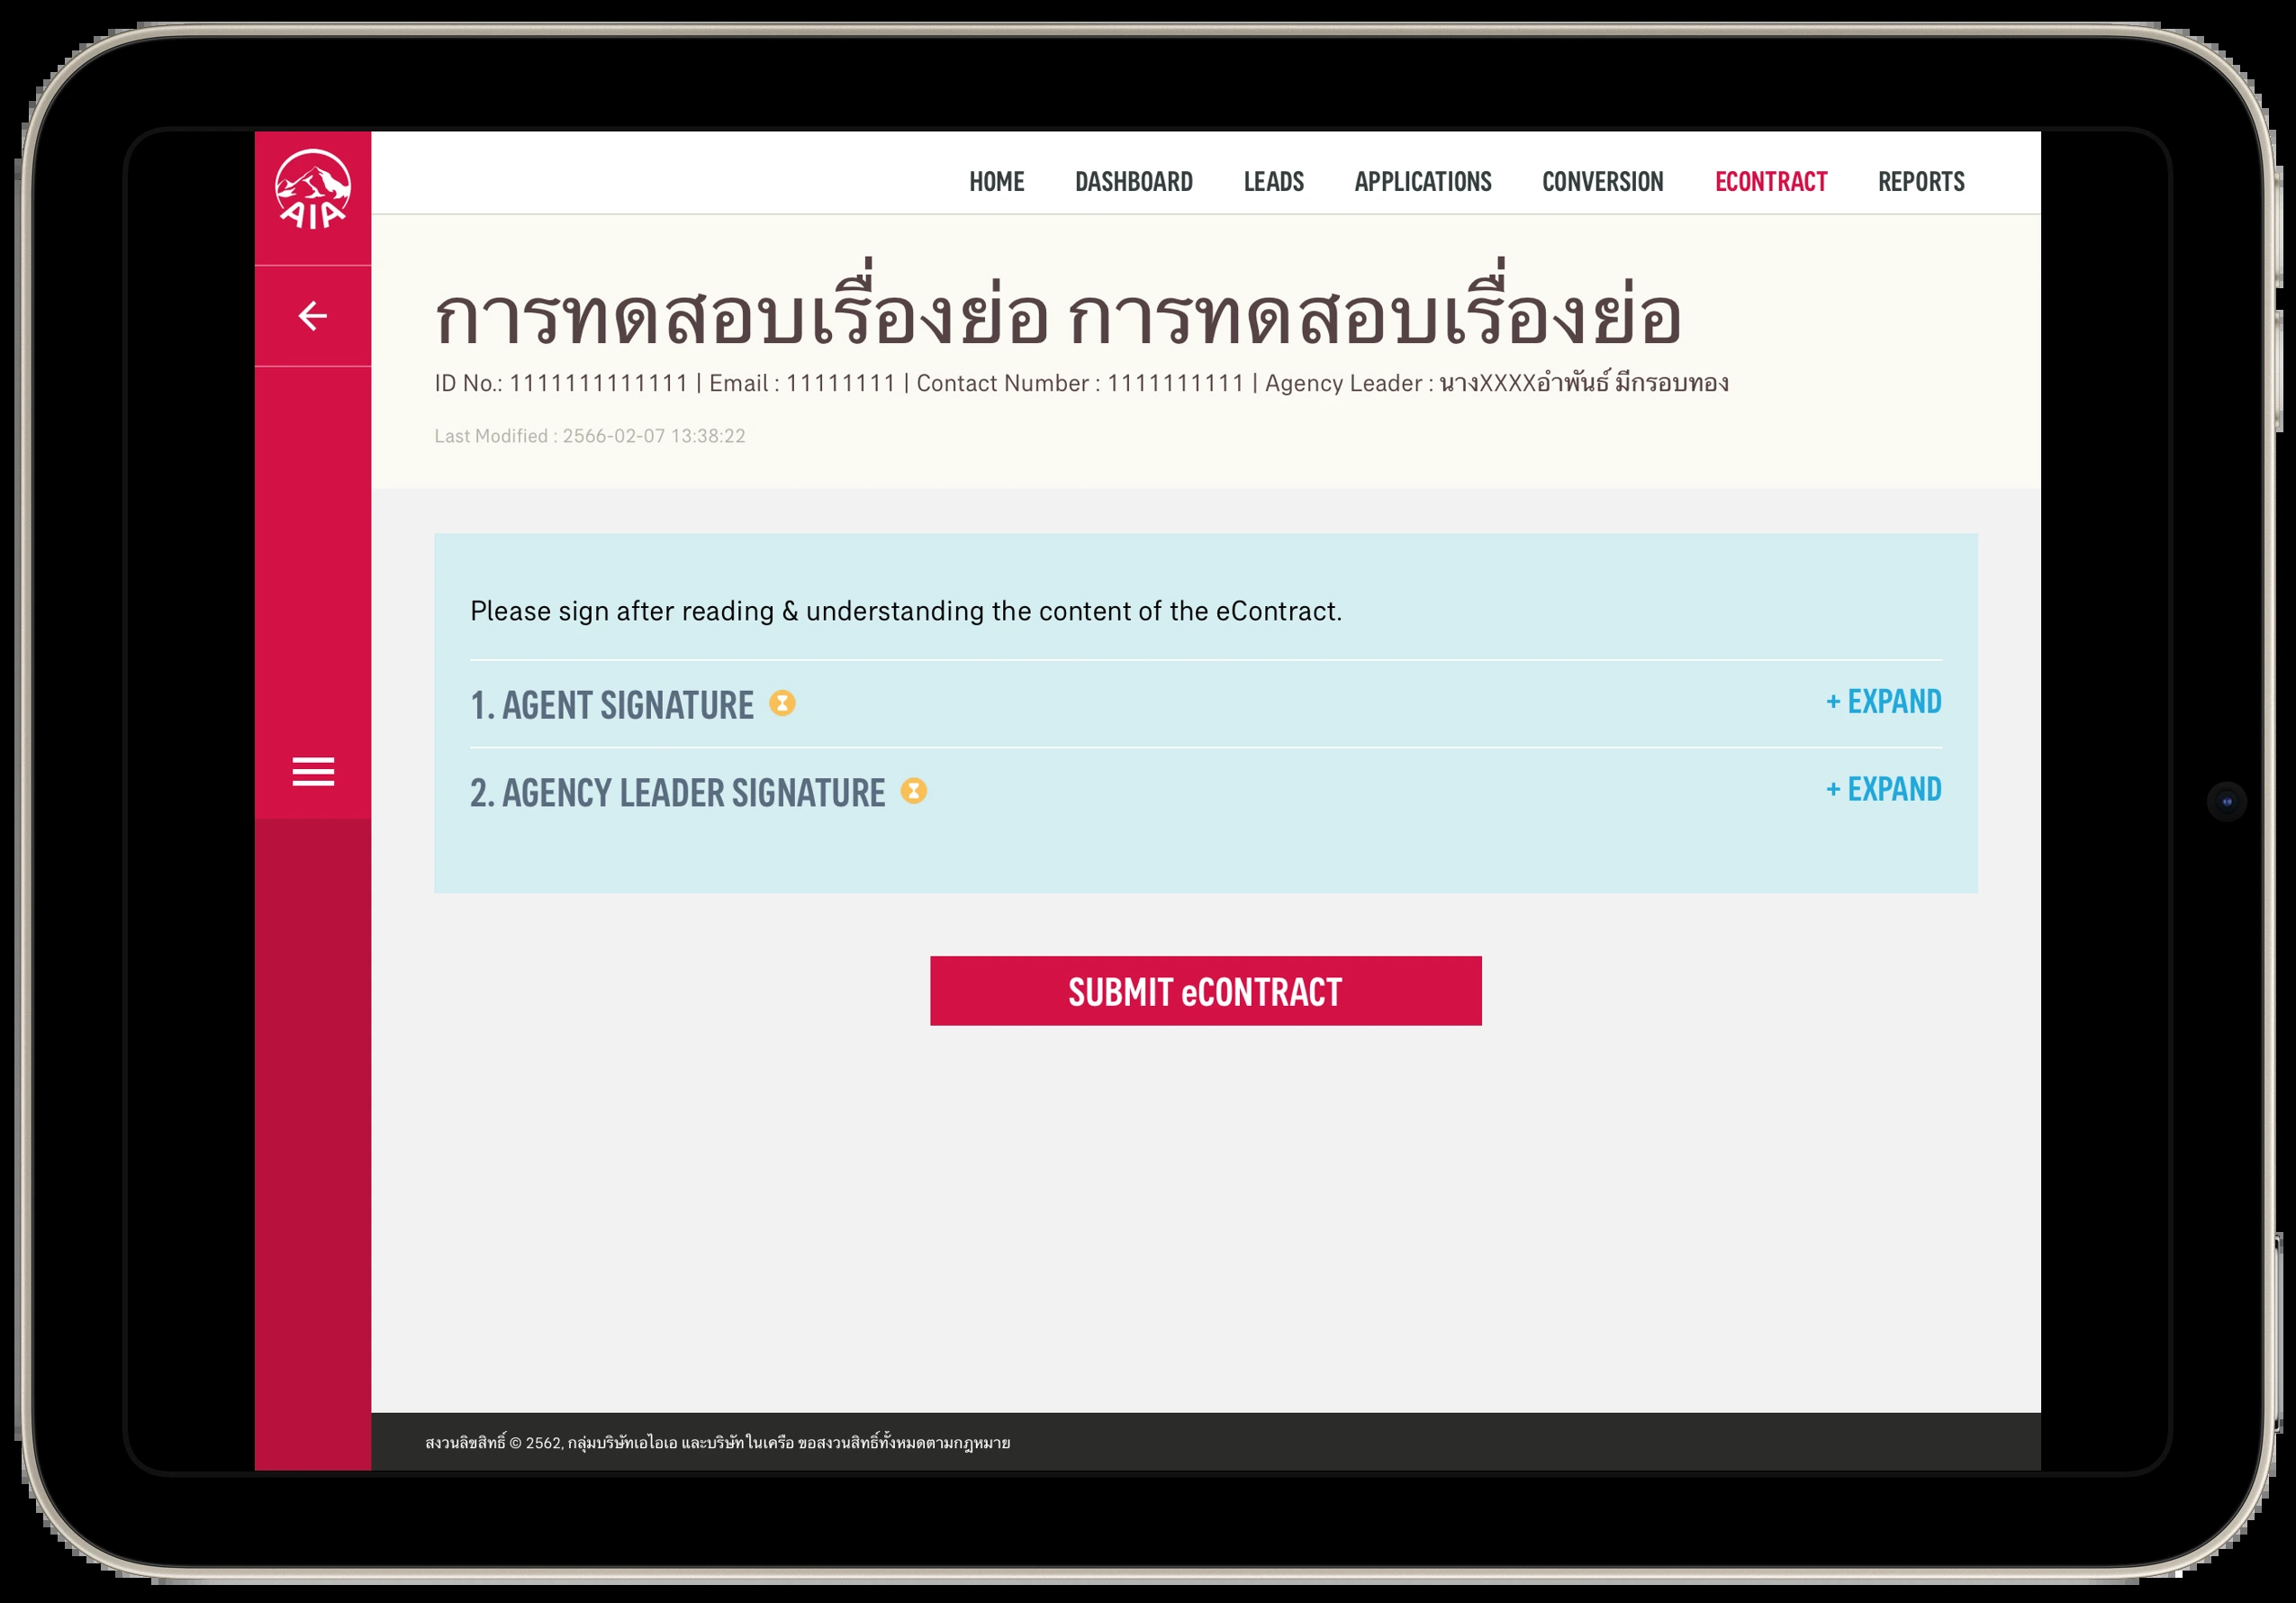 AIA
HOME DASHBOARD LEADS APPLICATIONS CONVERSION ECONTRACT REPORTS
การทดสอบเรื่องย่อ การทดสอบเรื่องย่อ
ID No.: 1111111111111 | Email : 11111111 | Contact Number : 1111111111 | Agency Leader : นางXXXXอำพันธ์ มีกรอบทอง
Last Modified : 2566-02-07 13:38:22
Please sign after reading & understanding the content of the eContract.
1. AGENT SIGNATURE + EXPAND
2. AGENCY LEADER SIGNATURE + EXPAND
SUBMIT eCONTRACT
สงวนลิขสิทธิ์ © 2562, กลุ่มบริษัทเอไอเอ และบริษัทในเครือ ขอสงวนสิทธิ์ทั้งหมดตามกฎหมาย